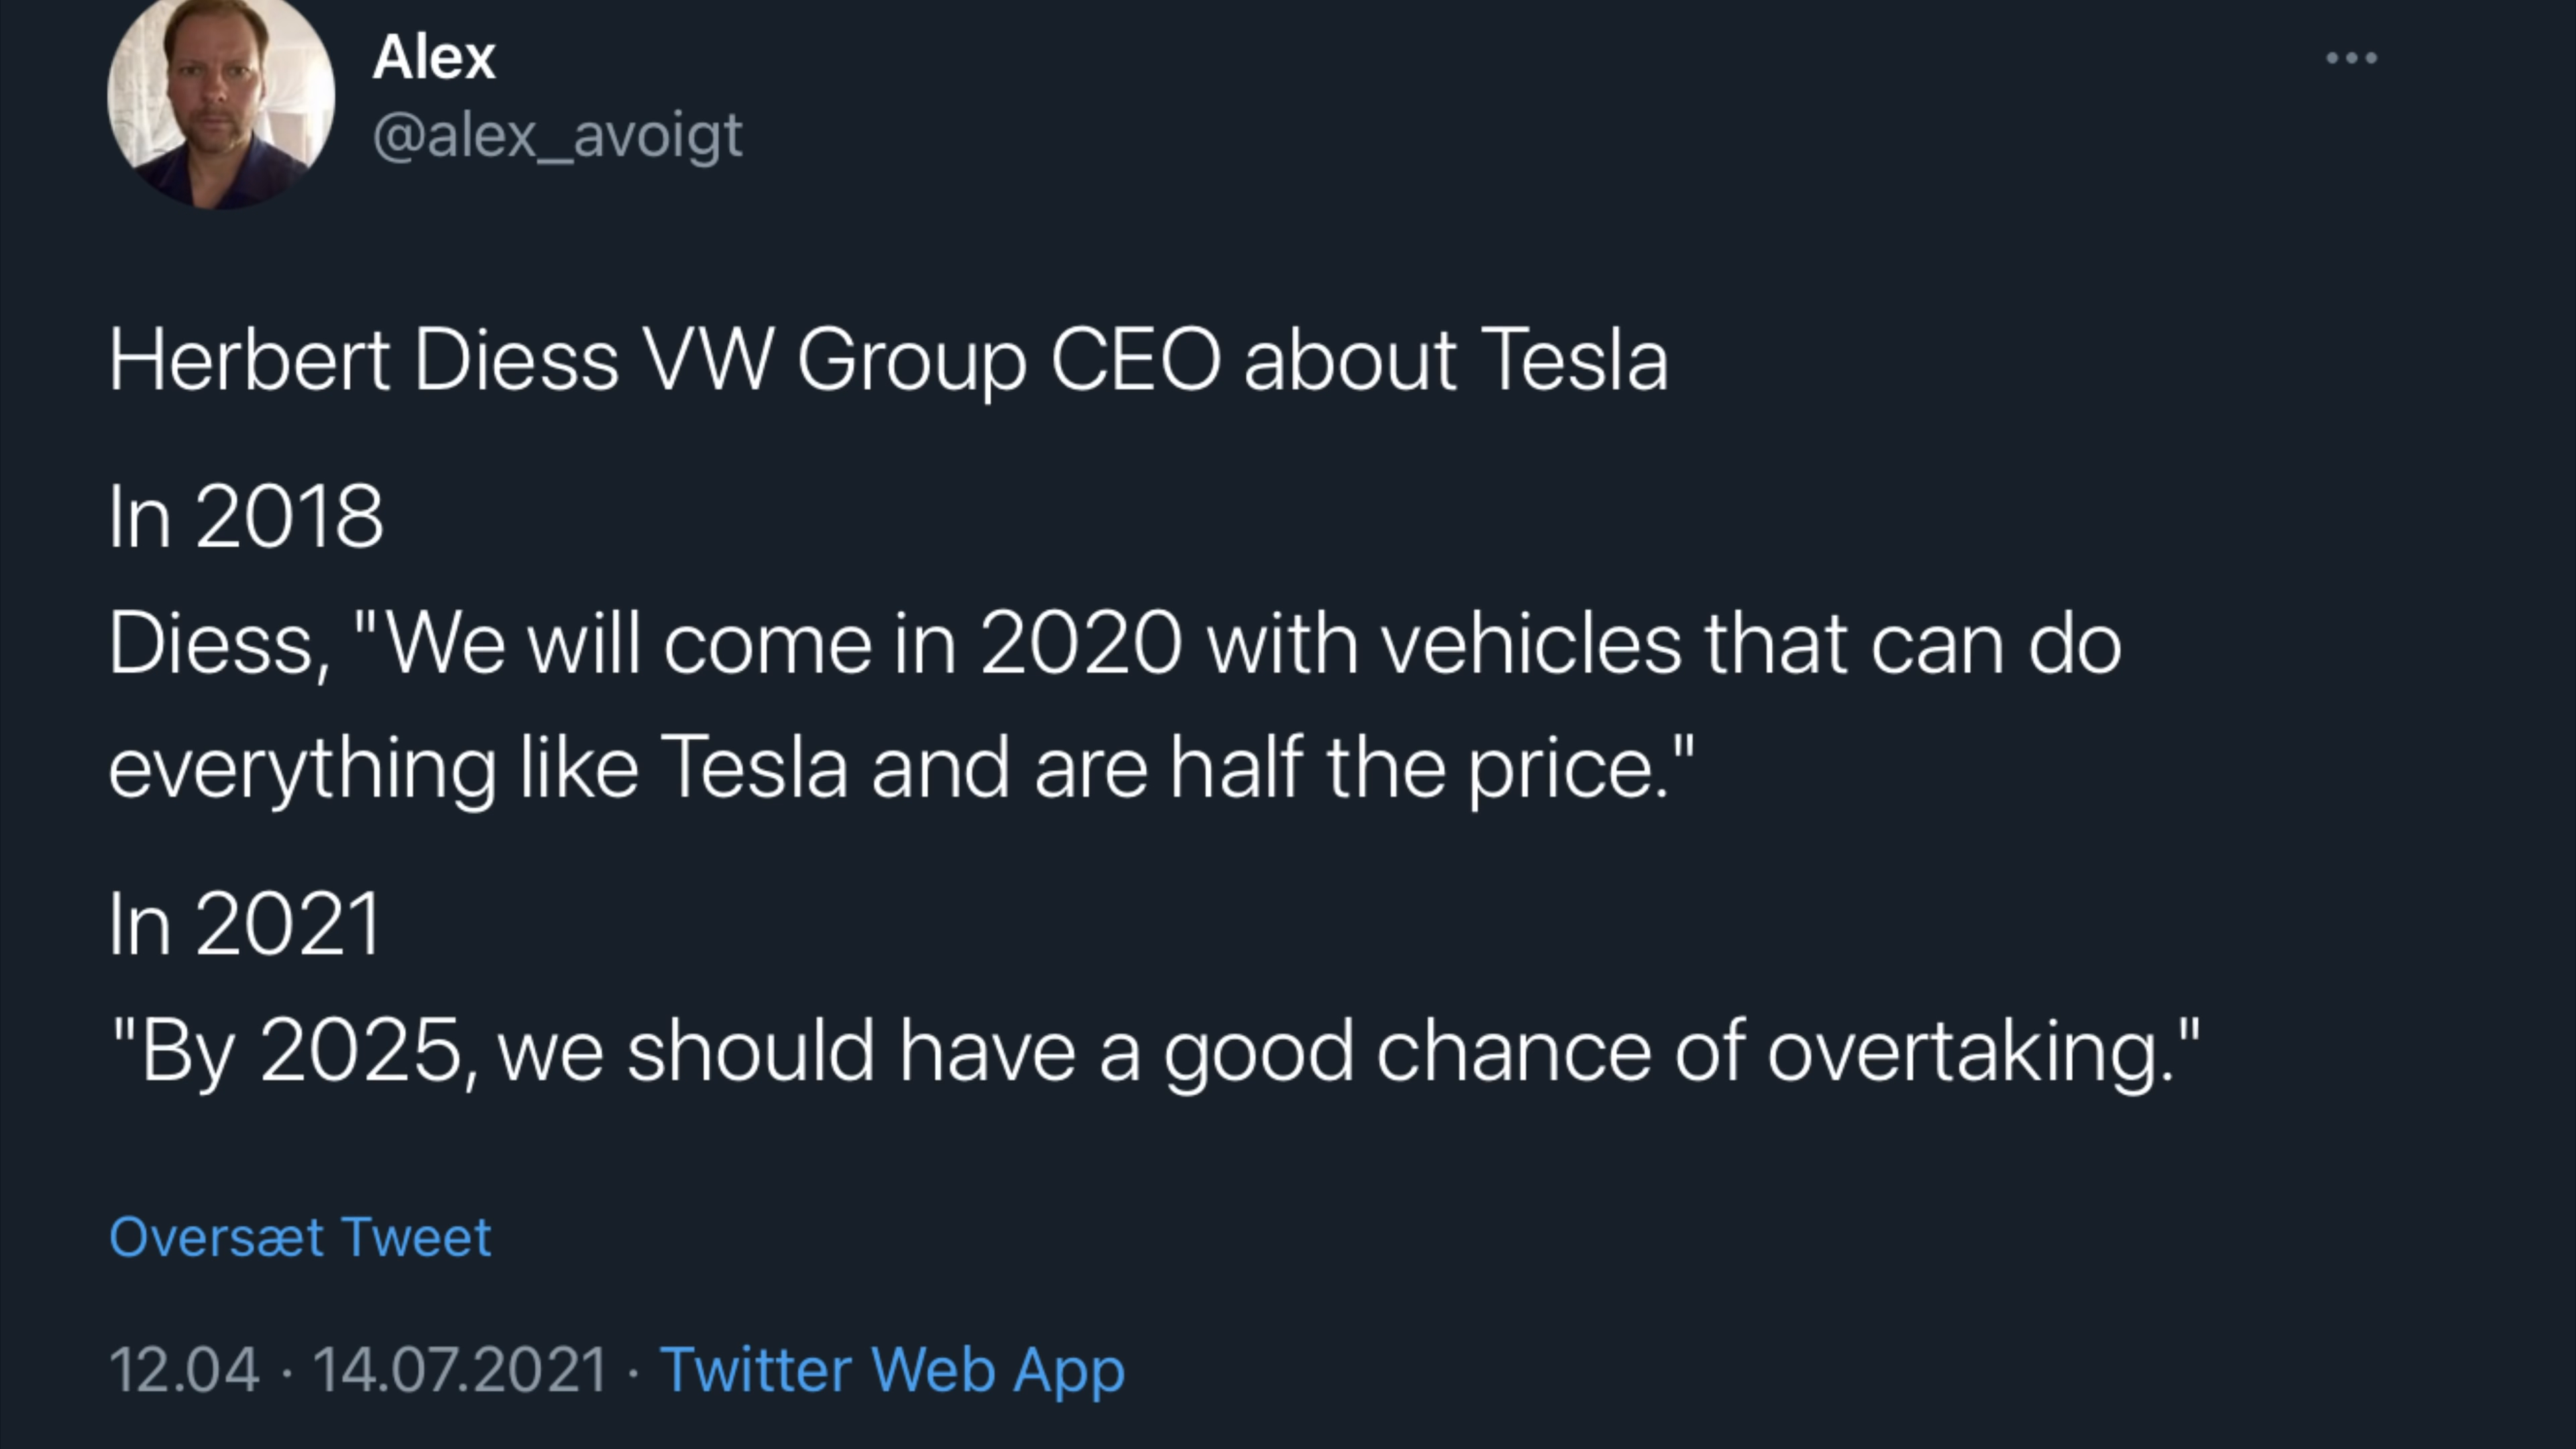 Alex
@alex_avoigt
Herbert Diess VW Group CEO about Tesla
In 2018
Diess, "We will come in 2020 with vehicles that can do
everything like Tesla and are half the price."
In 2021
"By 2025, we should have a good chance of overtaking."
Oversæt Tweet
12.04 · 14.07.2021 · Twitter Web App